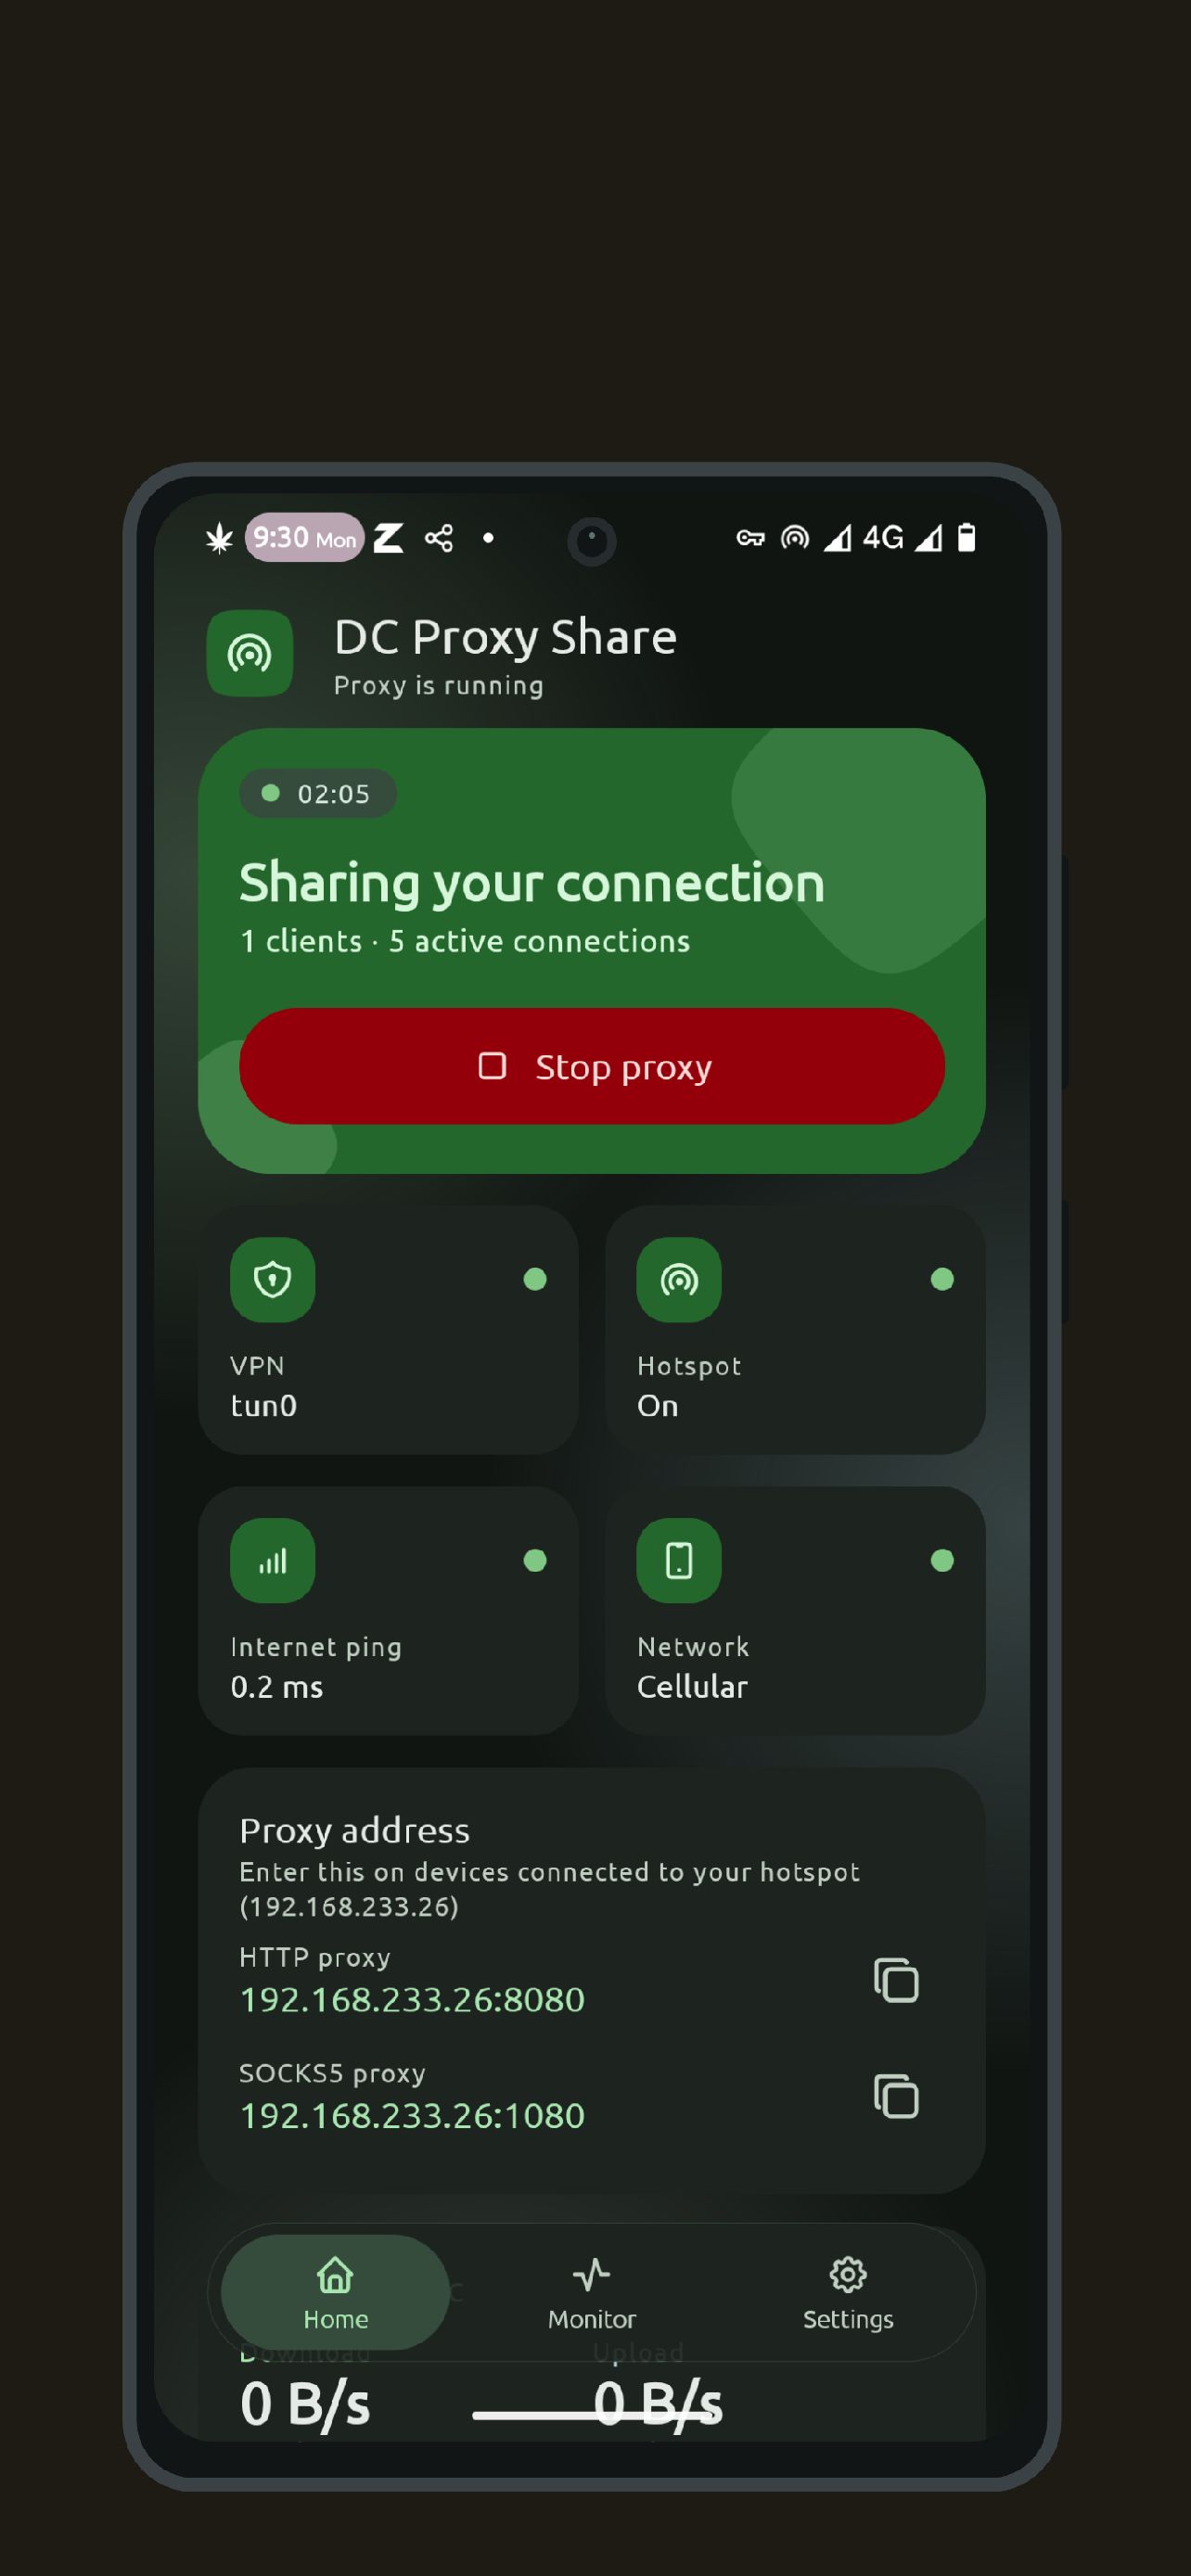 9:30 Mon
4G
DC Proxy Share
Proxy is running
02:05
Sharing your connection
1 clients · 5 active connections
Stop proxy
VPN
tun0
Hotspot
On
Internet ping
0.2 ms
Network
Cellular
Proxy address
Enter this on devices connected to your hotspot
(192.168.233.26)
HTTP proxy
192.168.233.26:8080
SOCKS5 proxy
192.168.233.26:1080
Home
Monitor
Settings
Download
Upload
0 B/s
0 B/s